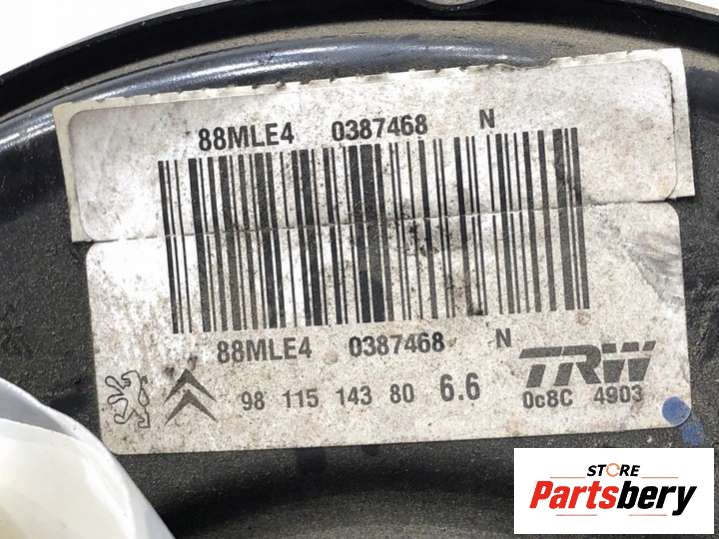 88MLE4 0387468 N
88MLE4 0387468 N
98 115 143 80 6.6
TRW
0c8C 4903
STORE
Partsbery